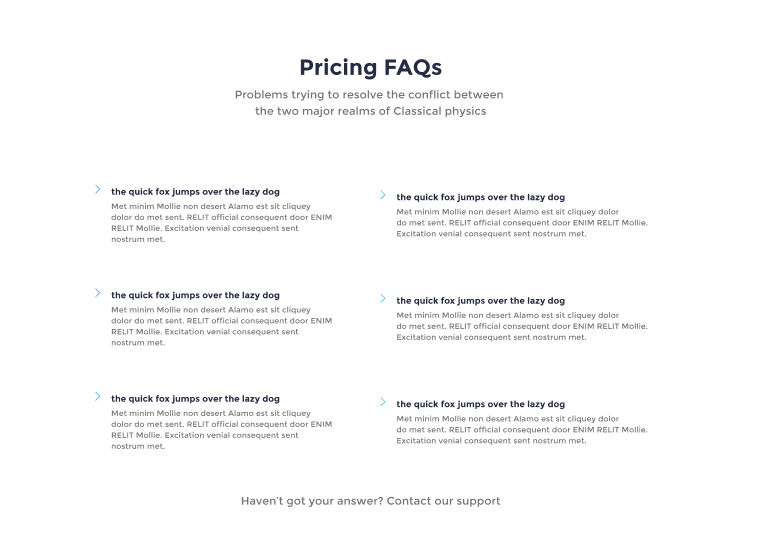 Pricing FAQs
Problems trying to resolve the conflict between
the two major realms of Classical physics
the quick fox jumps over the lazy dog
Met minim Mollie non desert Alamo est sit cliquey
dolor do met sent. RELIT official consequent door ENIM
RELIT Mollie. Excitation venial consequent sent
nostrum met.
the quick fox jumps over the lazy dog
Met minim Mollie non desert Alamo est sit cliquey dolor
do met sent. RELIT official consequent door ENIM RELIT Mollie.
Excitation venial consequent sent nostrum met.
the quick fox jumps over the lazy dog
Met minim Mollie non desert Alamo est sit cliquey
dolor do met sent. RELIT official consequent door ENIM
RELIT Mollie. Excitation venial consequent sent
nostrum met.
the quick fox jumps over the lazy dog
Met minim Mollie non desert Alamo est sit cliquey dolor
do met sent. RELIT official consequent door ENIM RELIT Mollie.
Excitation venial consequent sent nostrum met.
the quick fox jumps over the lazy dog
Met minim Mollie non desert Alamo est sit cliquey
dolor do met sent. RELIT official consequent door ENIM
RELIT Mollie. Excitation venial consequent sent
nostrum met.
the quick fox jumps over the lazy dog
Met minim Mollie non desert Alamo est sit cliquey dolor
do met sent. RELIT official consequent door ENIM RELIT Mollie.
Excitation venial consequent sent nostrum met.
Haven't got your answer? Contact our support